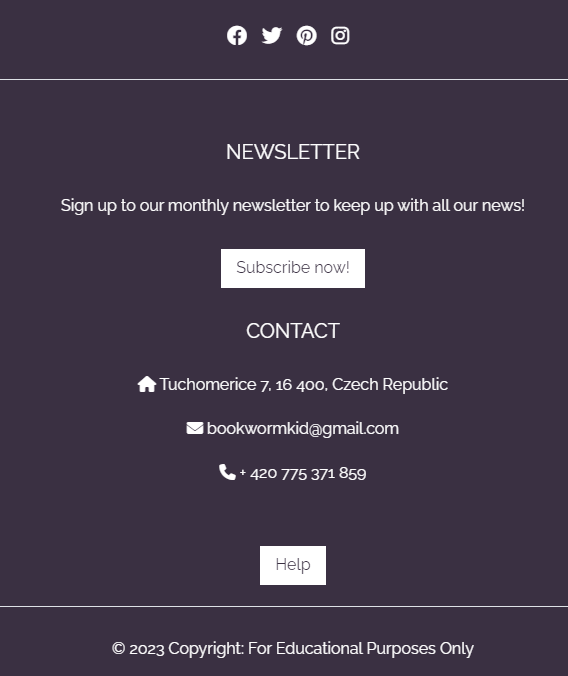 NEWSLETTER
Sign up to our monthly newsletter to keep up with all our news!
Subscribe now!
CONTACT
Tuchomerice 7, 16 400, Czech Republic
bookwormkid@gmail.com
+ 420 775 371 859
Help
© 2023 Copyright: For Educational Purposes Only